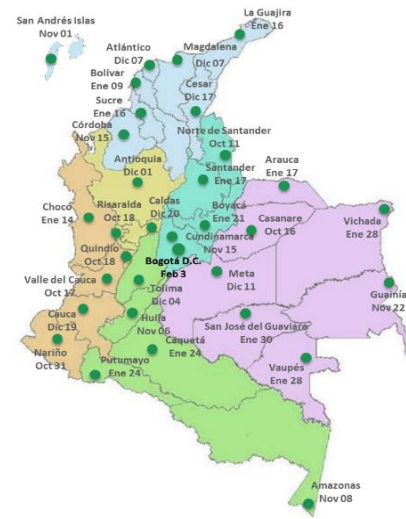 La Guajira
Ene 16
San Andrés Islas
Nov 01
Magdalena
Dic 07
Atlántico
Dic 07
Bolívar
Ene 09
Cesar
Dic 17
Sucre
Ene 16
Córdoba
Nov 15
Norte de Santander
Oct 11
Antioquia
Dic 01
Santander
Ene 17
Arauca
Ene 17
Chocó
Ene 14
Risaralda
Oct 18
Caldas
Dic 20
Boyacá
Ene 21
Casanare
Oct 16
Vichada
Ene 28
Cundinamarca
Nov 15
Quindío
Oct 18
Bogotá D.C.
Feb 3
Valle del Cauca
Oct 17
Tolima
Dic 04
Meta
Dic 11
Guainía
Nov 22
Cauca
Dic 19
Huila
Nov 06
San José del Guaviare
Ene 30
Nariño
Oct 31
Caquetá
Ene 24
Putumayo
Ene 24
Vaupés
Ene 28
Amazonas
Nov 08